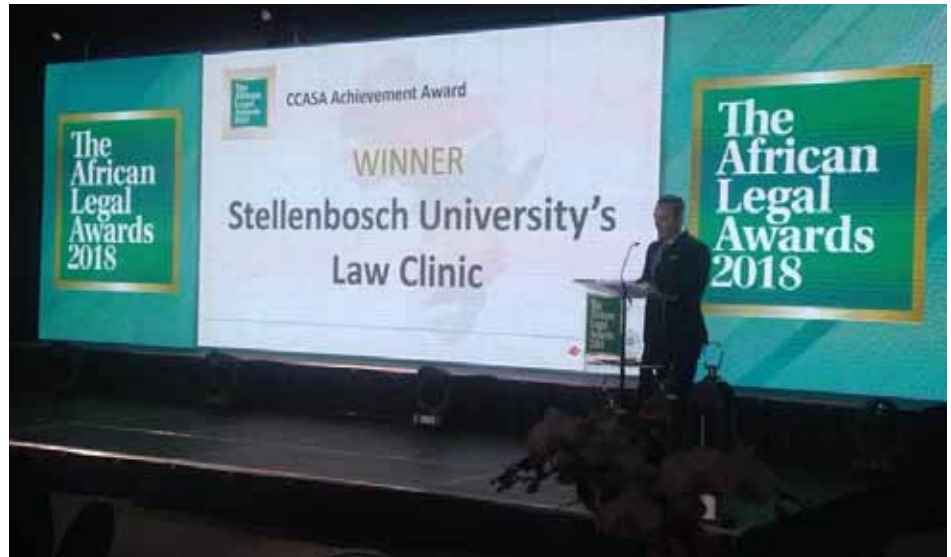 The
African
Legal
Awards
2018
CCASA Achievement Award
WINNER
Stellenbosch University's
Law Clinic
The
African
Legal
Awards
2018